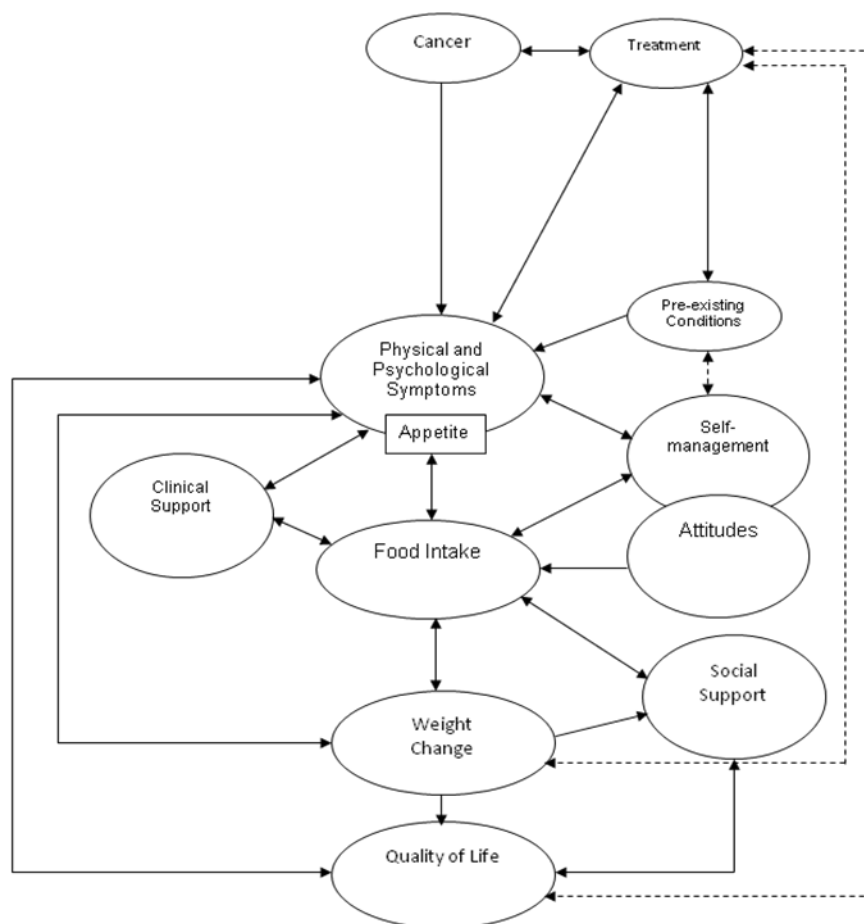 Cancer
Treatment
Pre-existing
Conditions
Physical and
Psychological
Symptoms
Appetite
Self-
management
Clinical
Support
Attitudes
Food Intake
Social
Support
Weight
Change
Quality of Life